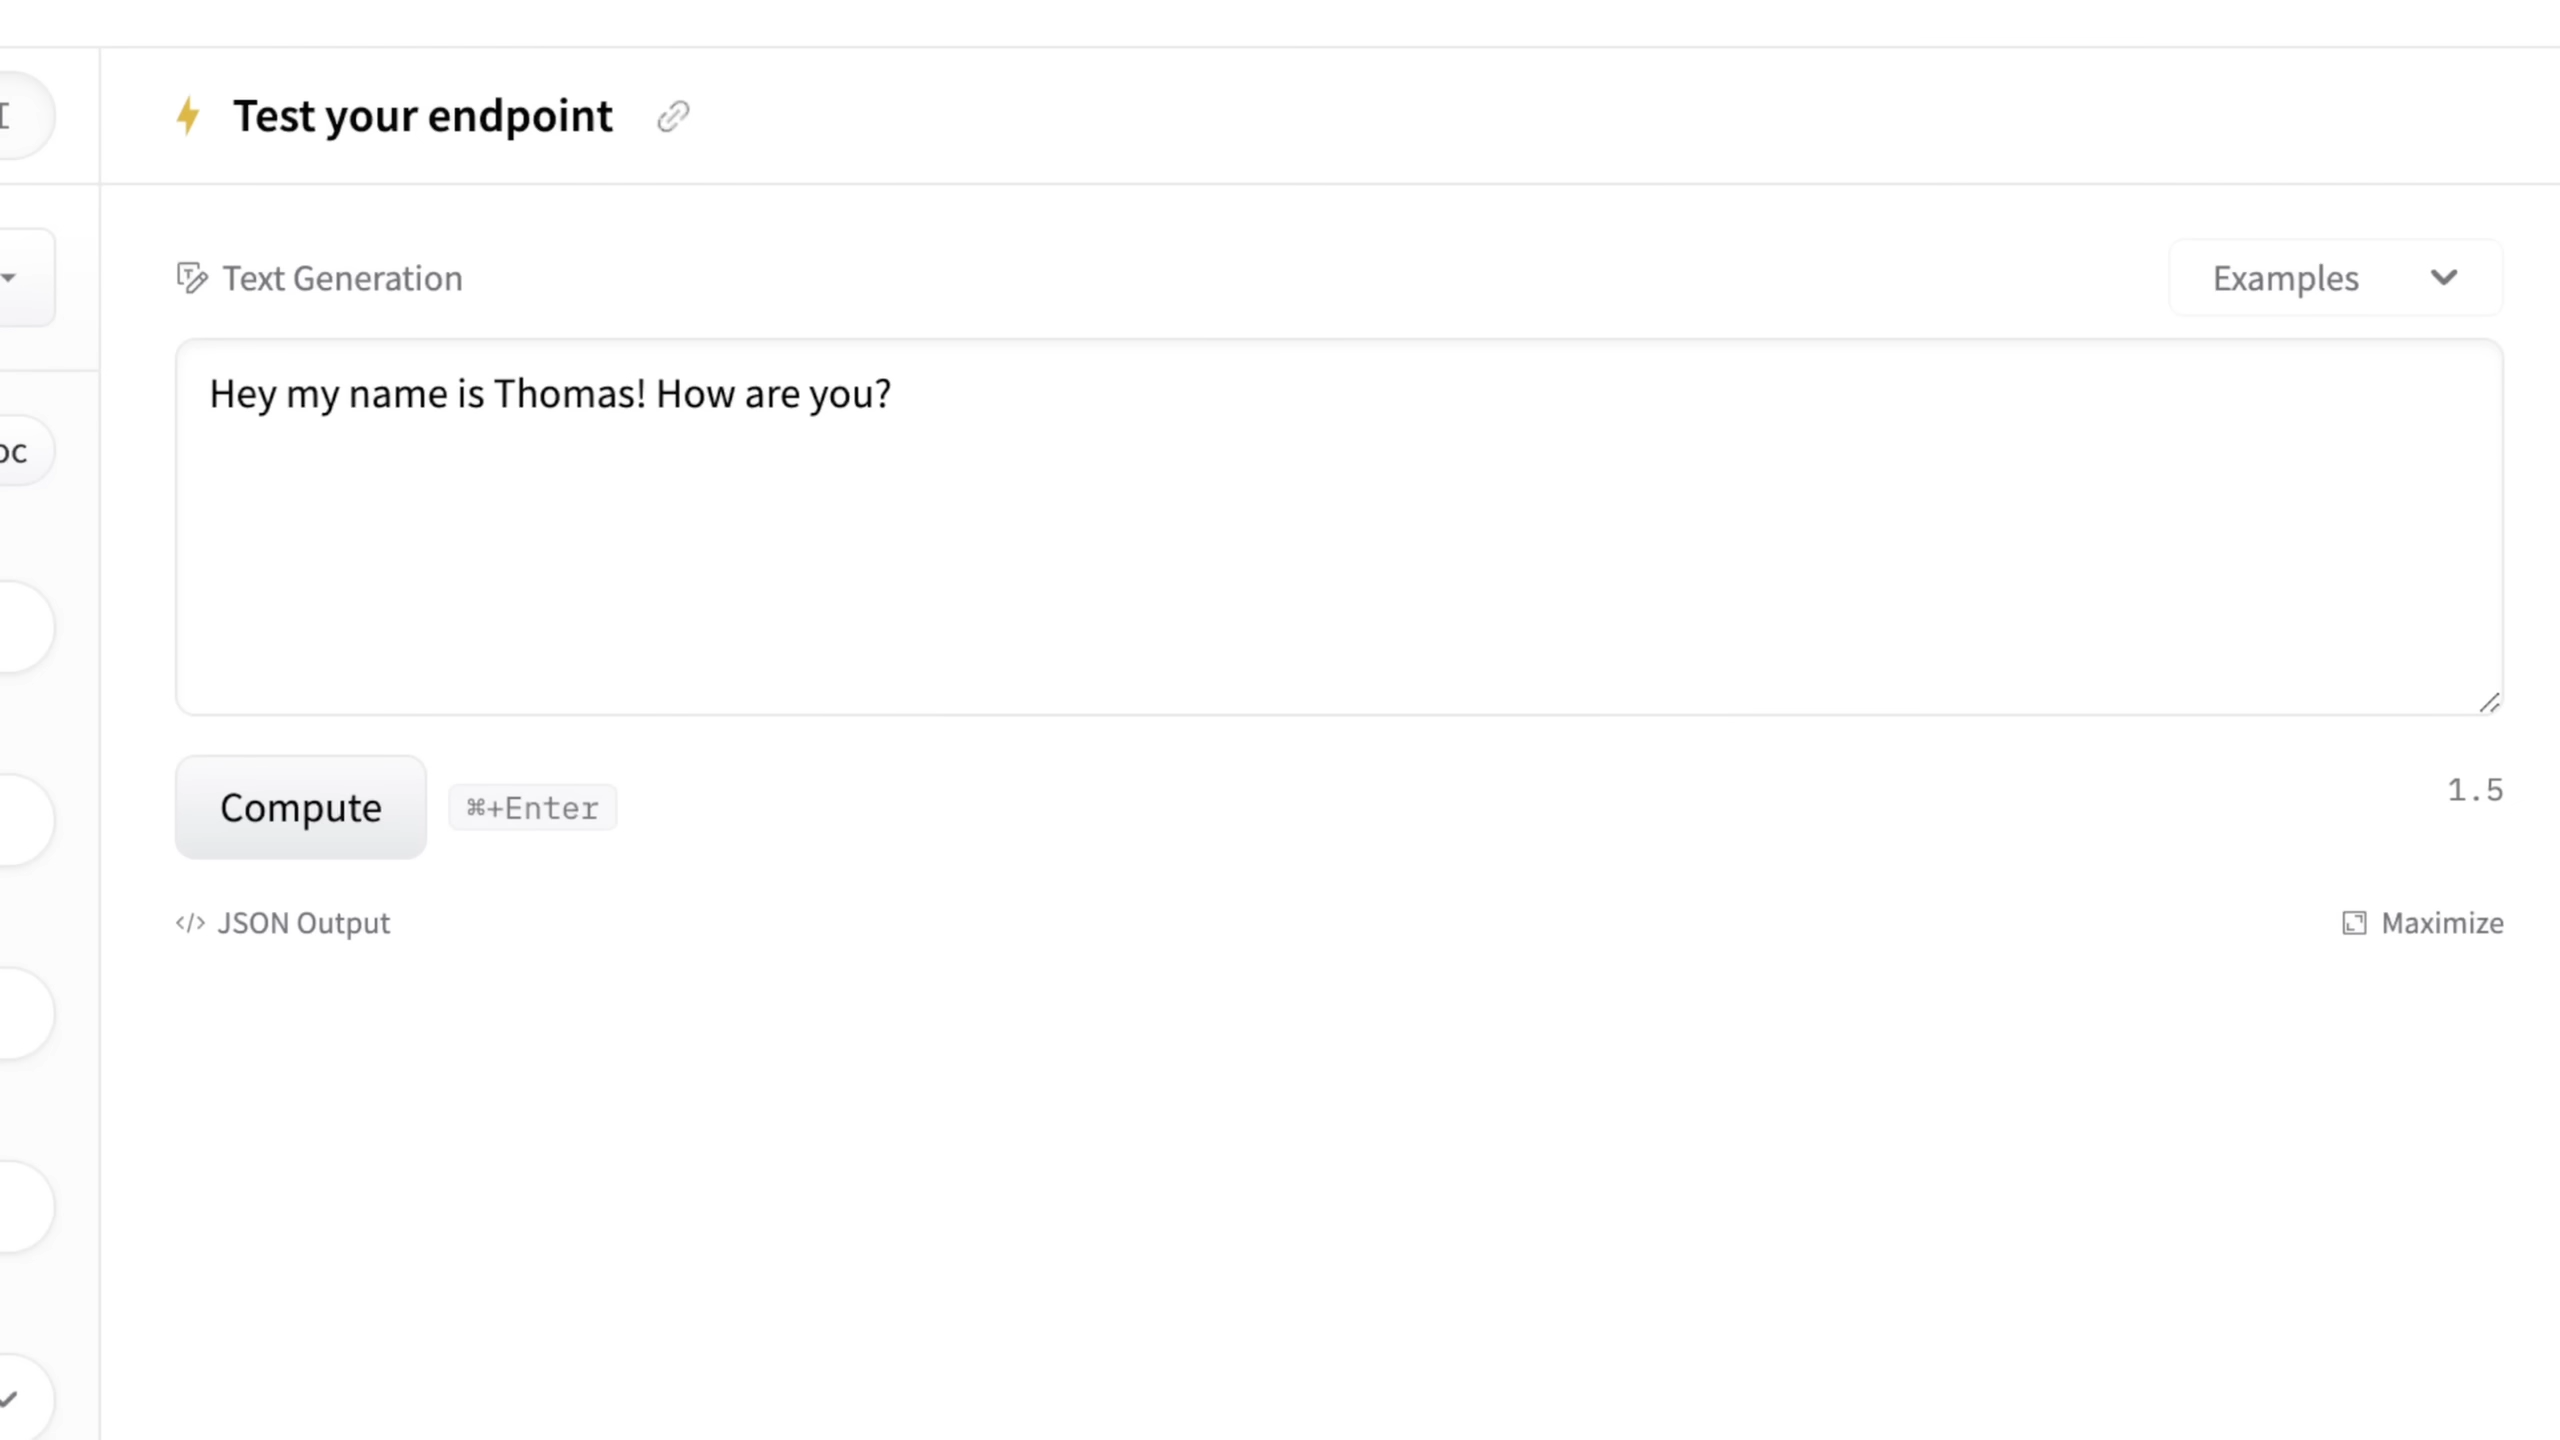 Test your endpoint
Text Generation
Examples
Hey my name is Thomas! How are you?
Compute
⌘+Enter
1.5
JSON Output
Maximize